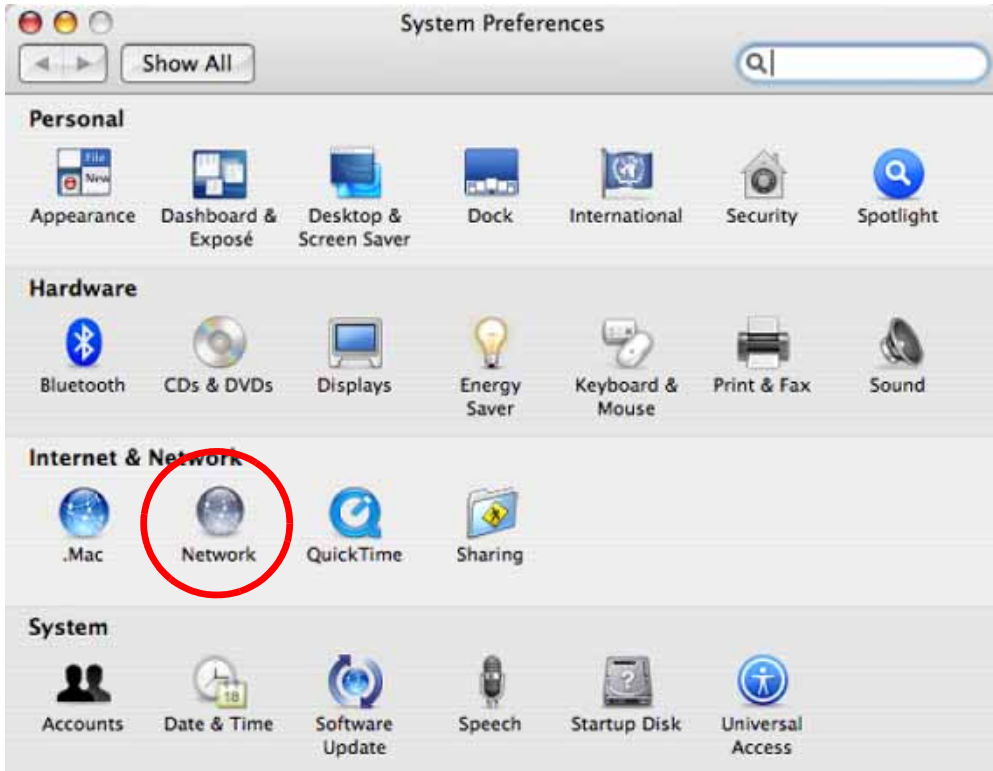 System Preferences
Show All
Personal
File
New
Appearance
Dashboard &
Exposé
Desktop &
Screen Saver
Dock
International
Security
Spotlight
Hardware
Bluetooth
CDs & DVDs
Displays
Energy
Saver
Keyboard &
Mouse
Print & Fax
Sound
Internet & Network
.Mac
Network
QuickTime
Sharing
System
18
?
Accounts
Date & Time
Software
Update
Speech
Startup Disk
Universal
Access